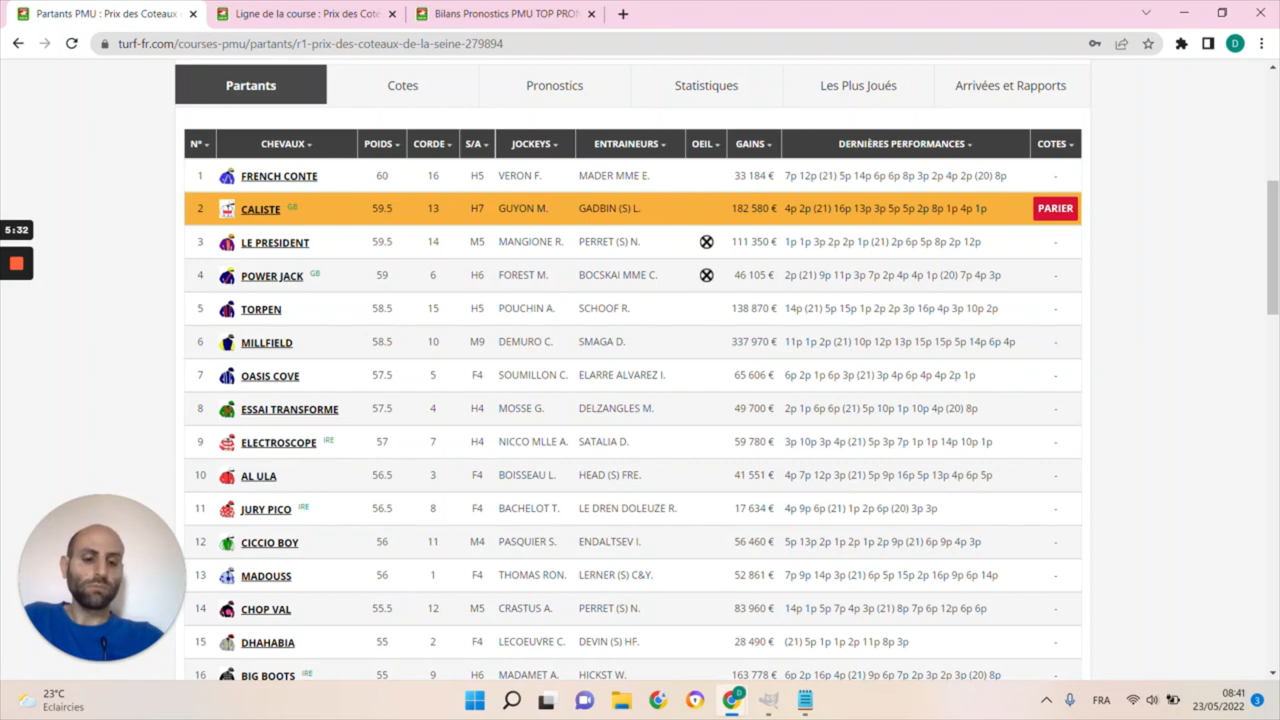 Partants PMU : Prix des Coteaux
Ligne de la course : Prix des Cote
Bilans Pronostics PMU TOP PRON
turf-fr.com/courses-pmu/partants/r1-prix-des-coteaux-de-la-seine-279894
D
Partants Cotes Pronostics Statistiques Les Plus Joués Arrivées et Rapports
N° CHEVAUX POIDS CORDE S/A JOCKEYS ENTRAINEURS OEIL GAINS DERNIÈRES PERFORMANCES COTES
1 FRENCH CONTE 60 16 H5 VERON F. MADER MME E. 33 184 € 7p 12p (21) 5p 14p 6p 6p 8p 3p 2p 4p 2p (20) 8p -
2 CALISTE GB 59.5 13 H7 GUYON M. GADBIN (S) L. 182 580 € 4p 2p (21) 16p 13p 3p 5p 5p 2p 8p 1p 4p 1p PARIER
3 LE PRESIDENT 59.5 14 M5 MANGIONE R. PERRET (S) N. 111 350 € 1p 1p 3p 2p 2p 1p (21) 2p 6p 5p 8p 2p 12p -
4 POWER JACK GB 59 6 H6 FOREST M. BOCSKAI MME C. 46 105 € 2p (21) 9p 11p 3p 7p 2p 4p 4p 1p (20) 7p 4p 3p -
5 TORPEN 58.5 15 H5 POUCHIN A. SCHOOF R. 138 870 € 14p (21) 5p 15p 1p 2p 2p 3p 16p 4p 3p 10p 2p -
6 MILLFIELD 58.5 10 M9 DEMURO C. SMAGA D. 337 970 € 11p 1p 2p (21) 10p 12p 13p 15p 15p 5p 14p 6p 4p -
7 OASIS COVE 57.5 5 F4 SOUMILLON C. ELARRE ALVAREZ I. 65 606 € 6p 2p 1p 6p 3p (21) 3p 4p 6p 4p 4p 2p 1p -
8 ESSAI TRANSFORME 57.5 4 H4 MOSSE G. DELZANGLES M. 49 700 € 2p 1p 6p 6p (21) 5p 10p 1p 10p 4p (20) 8p -
9 ELECTROSCOPE IRE 57 7 H4 NICCO MLLE A. SATALIA D. 59 780 € 3p 10p 3p 4p (21) 5p 3p 7p 1p 1p 14p 10p 1p -
10 AL ULA 56.5 3 F4 BOISSEAU L. HEAD (S) FRE. 41 551 € 4p 7p 12p 3p (21) 5p 9p 16p 5p 13p 4p 6p 5p -
11 JURY PICO IRE 56.5 8 F4 BACHELOT T. LE DREN DOLEUZE R. 17 634 € 4p 9p 6p (21) 1p 2p 6p (20) 3p 3p -
12 CICCIO BOY 56 11 M4 PASQUIER S. ENDALTSEV I. 56 460 € 5p 13p 2p 1p 2p 1p 2p 9p (21) 6p 9p 4p 3p -
13 MADOUSS 56 1 F4 THOMAS RON. LERNER (S) C&Y. 52 861 € 7p 9p 14p 3p (21) 6p 5p 15p 2p 16p 9p 6p 14p -
14 CHOP VAL 55.5 12 M5 CRASTUS A. PERRET (S) N. 83 960 € 14p 1p 5p 7p 4p 3p (21) 8p 7p 6p 12p 6p 6p -
15 DHAHABIA 55 2 F4 LECOEUVRE C. DEVIN (S) HF. 28 490 € (21) 5p 1p 1p 2p 11p 8p 3p -
16 BIG BOOTS IRE 55 9 H6 MADAMET A. HICKST W. 163 778 € 6p 2p 16p 4p (21) 9p 7p 2p 3p 2p 3p (20) 7p -
5:32
23°C
Eclaircies
D
FRA
08:41
23/05/2022
3